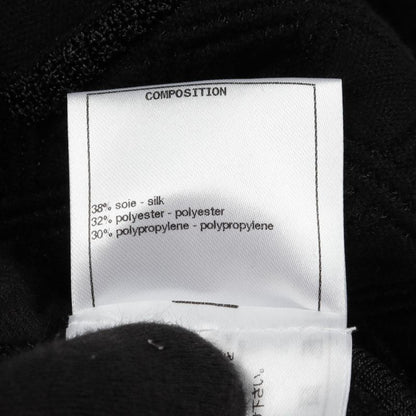 COMPOSITION
38% soie - silk
32% polyester - polyester
30% polypropylene - polypropylene